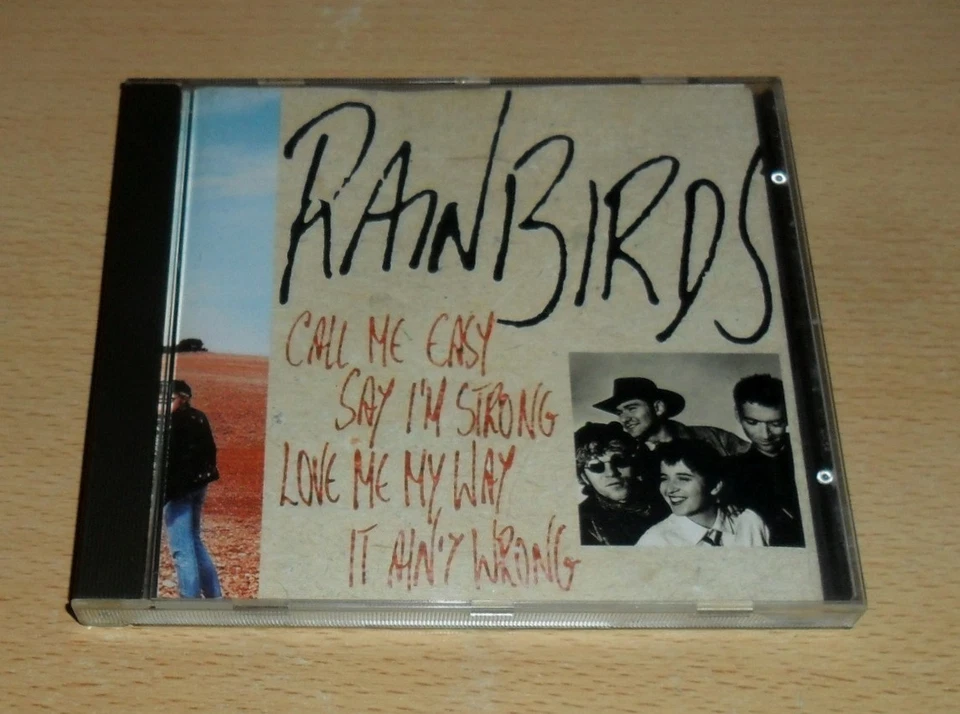 RAINBIRDS
CALL ME EASY
SAY I'M STRONG
LOVE ME MY WAY
IT AIN'T WRONG